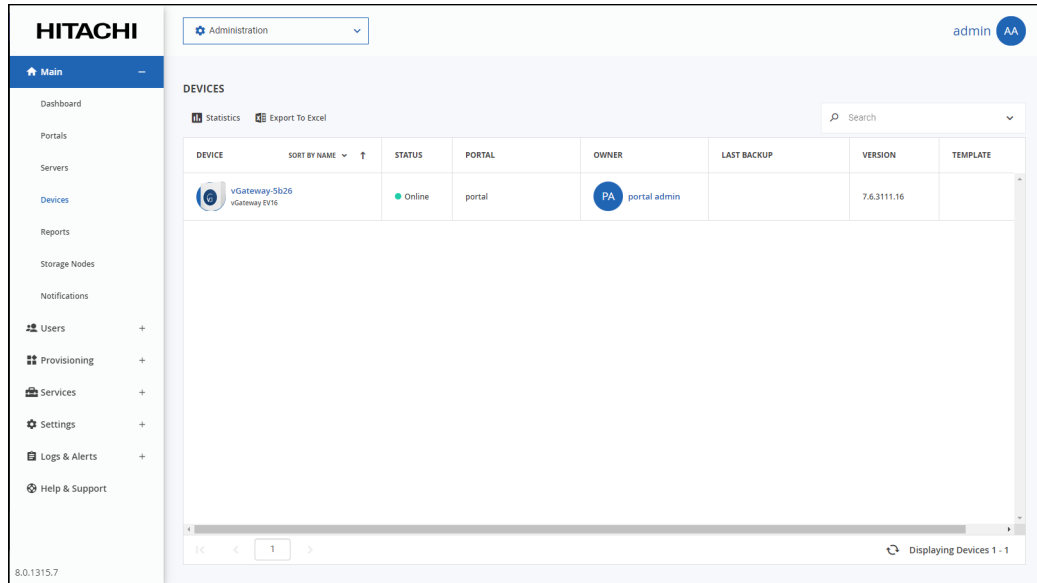 HITACHI
Administration
admin AA
Main
Dashboard
Portals
Servers
Devices
Reports
Storage Nodes
Notifications
Users
Provisioning
Services
Settings
Logs & Alerts
Help & Support
8.0.1315.7
DEVICES
Statistics Export To Excel Search
DEVICE SORT BY NAME STATUS PORTAL OWNER LAST BACKUP VERSION TEMPLATE
vGateway-5b26
vGateway EV16
Online portal PA portal admin 7.6.3111.16
1
Displaying Devices 1 - 1